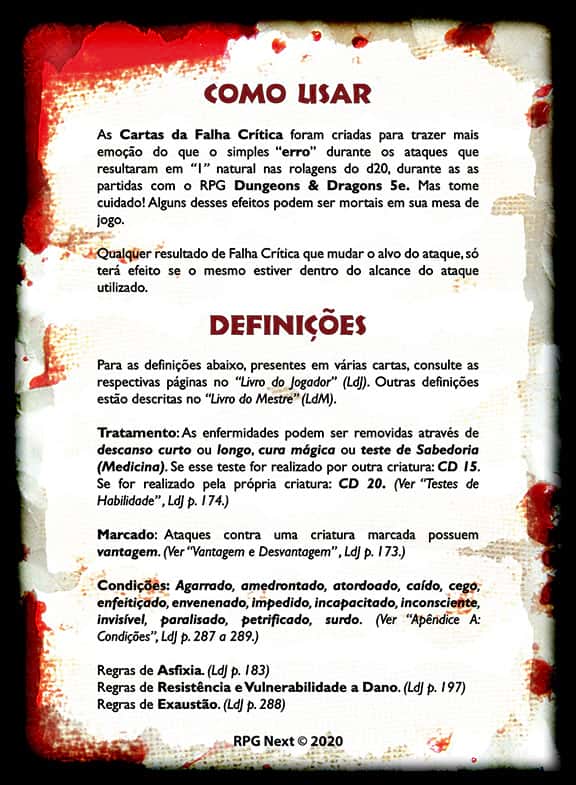 COMO USAR
As Cartas da Falha Crítica foram criadas para trazer mais
emoção do que o simples “erro” durante os ataques que
resultaram em “1” natural nas rolagens do d20, durante as as
partidas com o RPG Dungeons & Dragons 5e. Mas tome
cuidado! Alguns desses efeitos podem ser mortais em sua mesa de
jogo.
Qualquer resultado de Falha Crítica que mudar o alvo do ataque, só
terá efeito se o mesmo estiver dentro do alcance do ataque
utilizado.
DEFINIÇÕES
Para as definições abaixo, presentes em várias cartas, consulte as
respectivas páginas no “Livro do Jogador” (LdJ). Outras definições
estão descritas no “Livro do Mestre” (LdM).
Tratamento: As enfermidades podem ser removidas através de
descanso curto ou longo, cura mágica ou teste de Sabedoria
(Medicina). Se esse teste for realizado por outra criatura: CD 15.
Se for realizado pela própria criatura: CD 20. (Ver “Testes de
Habilidade”, LdJ p. 174.)
Marcado: Ataques contra uma criatura marcada possuem
vantagem. (Ver “Vantagem e Desvantagem”, LdJ p. 173.)
Condições: Agarrado, amedrontado, atordoado, caído, cego,
enfeitiçado, envenenado, impedido, incapacitado, inconsciente,
invisível, paralisado, petrificado, surdo. (Ver “Apêndice A:
Condições”, LdJ p. 287 a 289.)
Regras de Asfixia. (LdJ p. 183)
Regras de Resistência e Vulnerabilidade a Dano. (LdJ p. 197)
Regras de Exaustão. (LdJ p. 288)
RPG Next © 2020